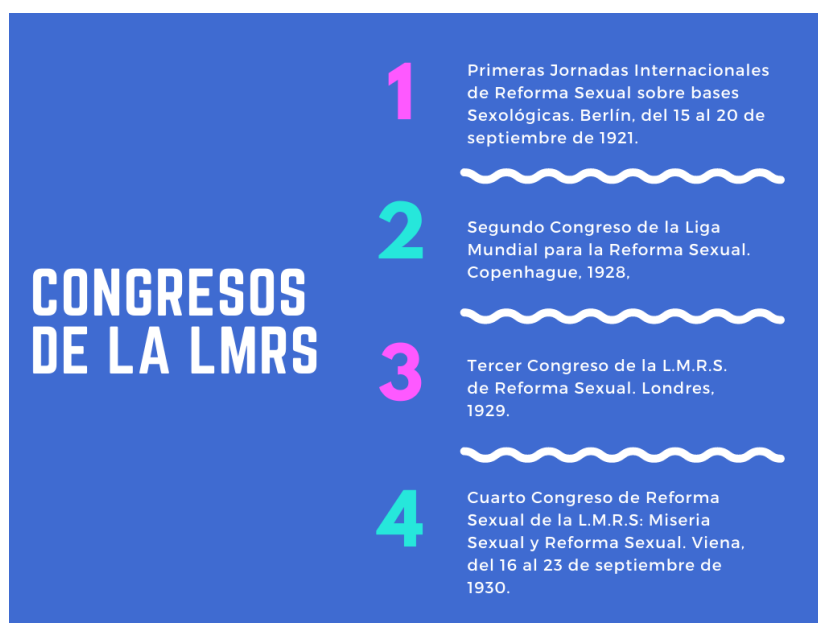 CONGRESOS
DE LA LMRS
1
Primeras Jornadas Internacionales
de Reforma Sexual sobre bases
Sexológicas. Berlín, del 15 al 20 de
septiembre de 1921.
2
Segundo Congreso de la Liga
Mundial para la Reforma Sexual.
Copenhague, 1928,
3
Tercer Congreso de la L.M.R.S.
de Reforma Sexual. Londres,
1929.
4
Cuarto Congreso de Reforma
Sexual de la L.M.R.S: Miseria
Sexual y Reforma Sexual. Viena,
del 16 al 23 de septiembre de
1930.